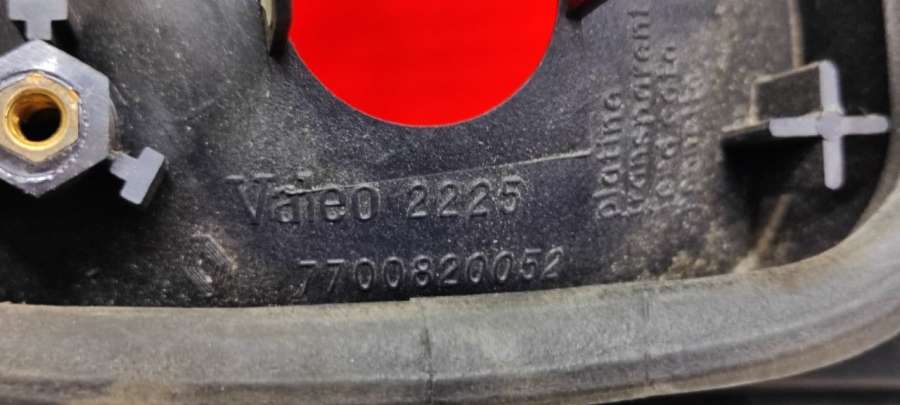 Valeo 2225
7700820052
platine
transparent